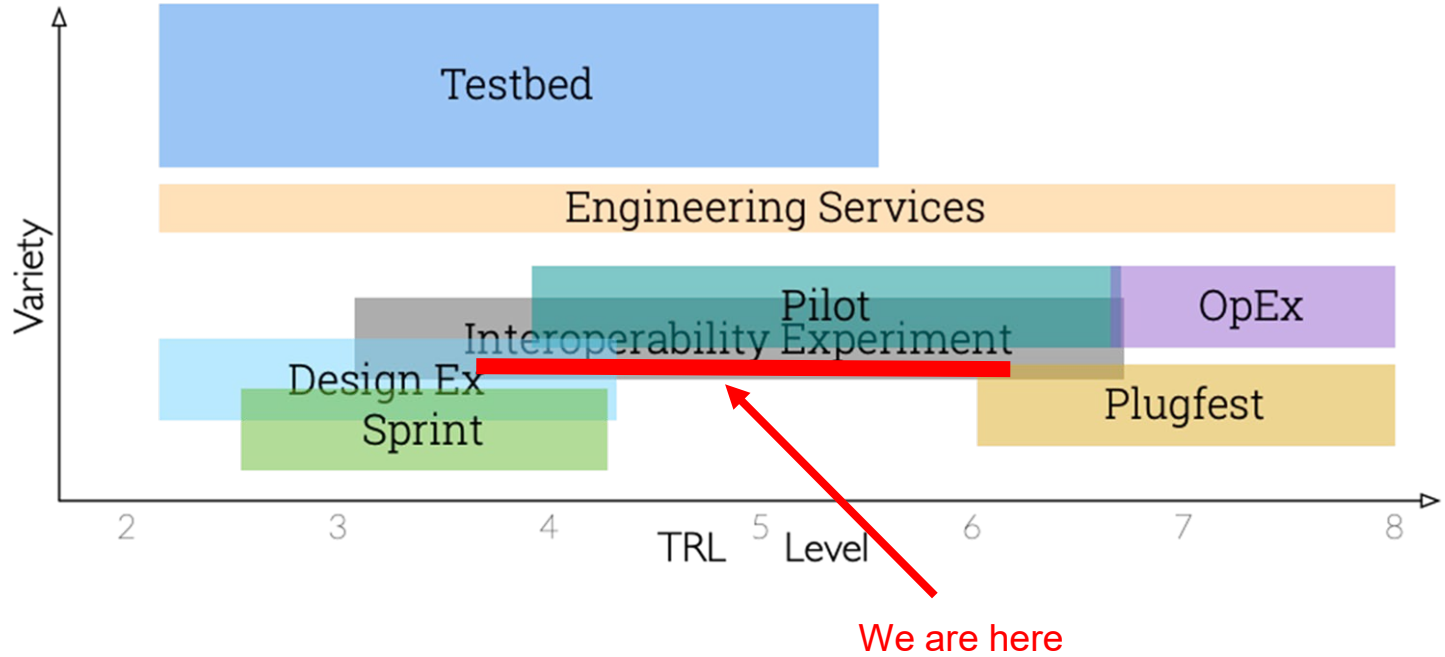 Testbed
Engineering Services
Variety
Pilot
OpEx
Interoperability Experiment
Design Ex
Sprint
Plugfest
2 3 4 5 6 7 8
TRL Level
We are here